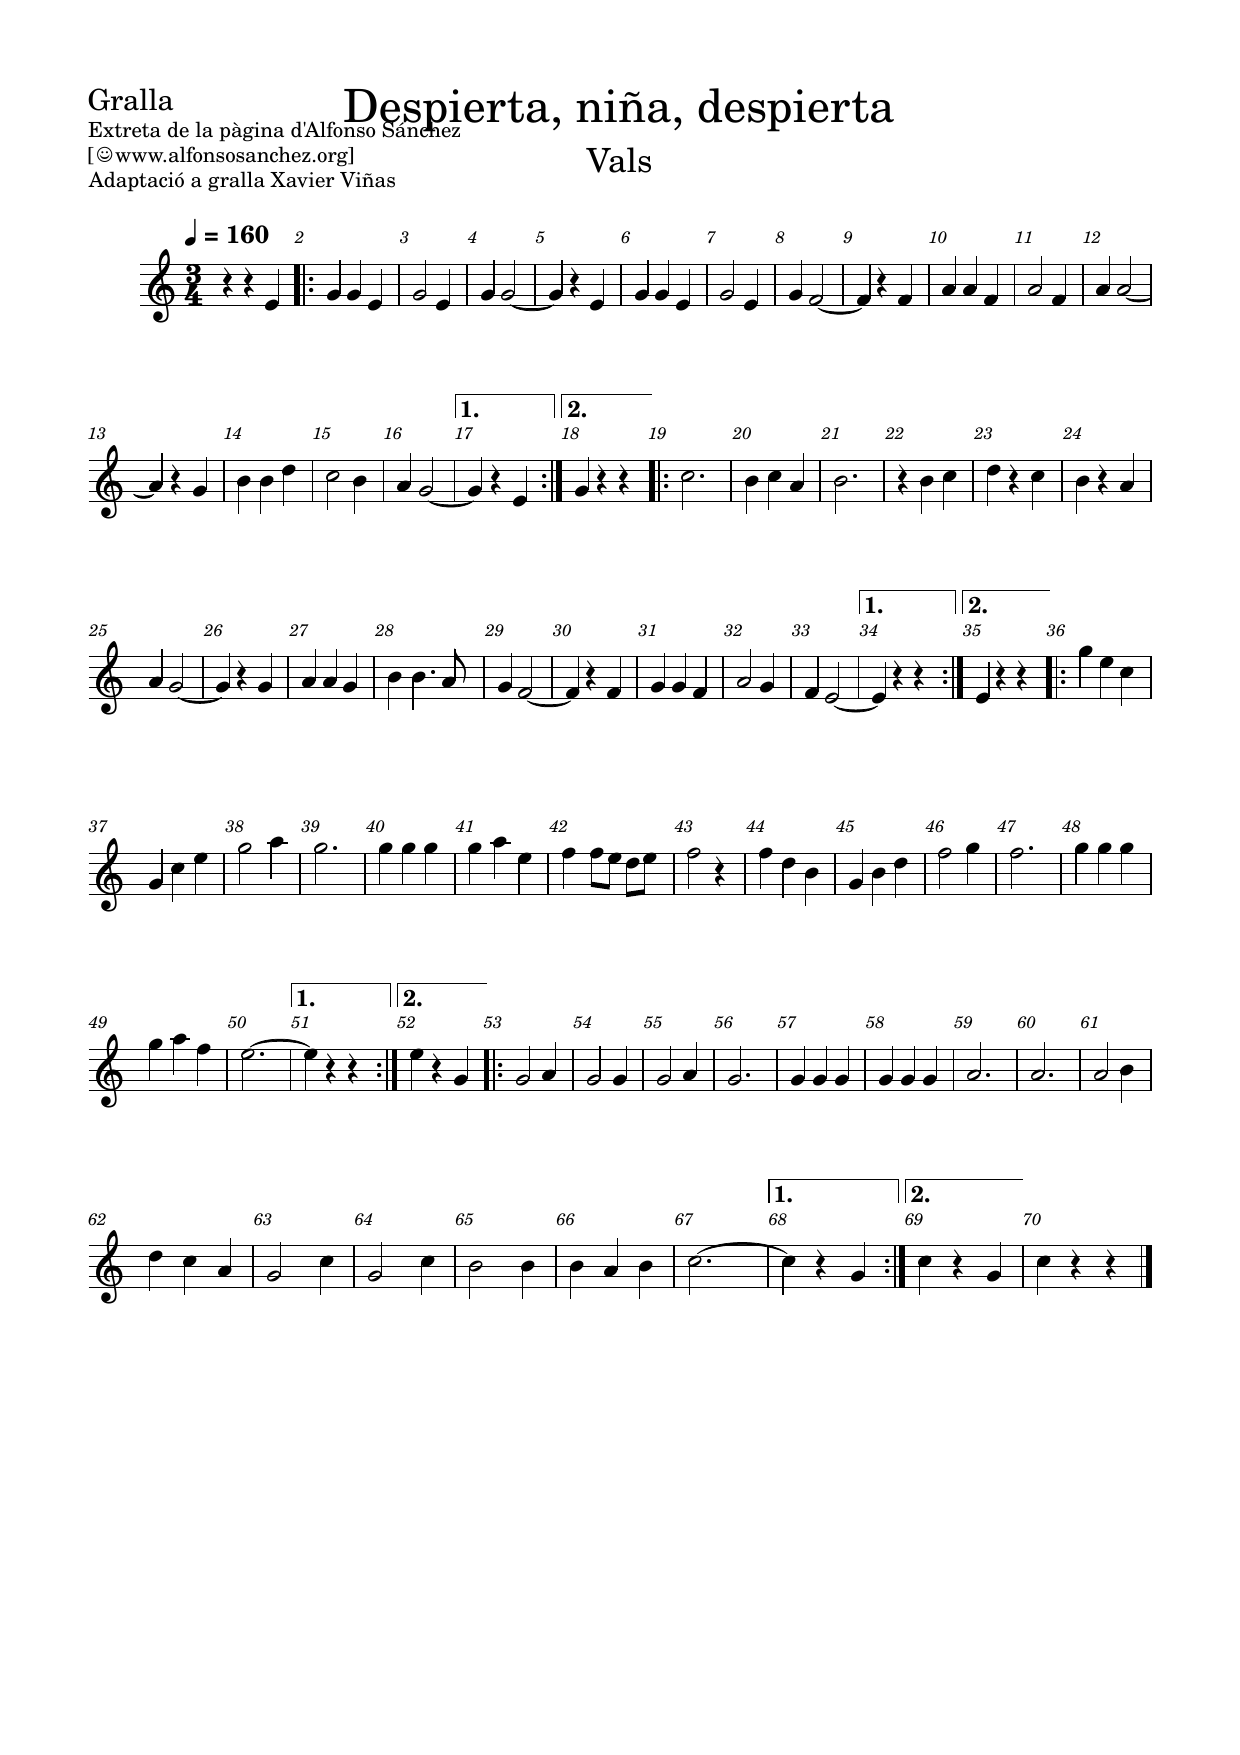 Despierta, niña, despierta
Vals
Gralla
Extreta de la pàgina d'Alfonso Sánchez
[☺www.alfonsosanchez.org]
Adaptació a gralla Xavier Viñas
= 160
3
4
2 3 4 5 6 7 8 9 10 11 12
1. 2.
13 14 15 16 17 18 19 20 21 22 23 24
1. 2.
25 26 27 28 29 30 31 32 33 34 35 36
37 38 39 40 41 42 43 44 45 46 47 48
1. 2.
49 50 51 52 53 54 55 56 57 58 59 60 61
1. 2.
62 63 64 65 66 67 68 69 70